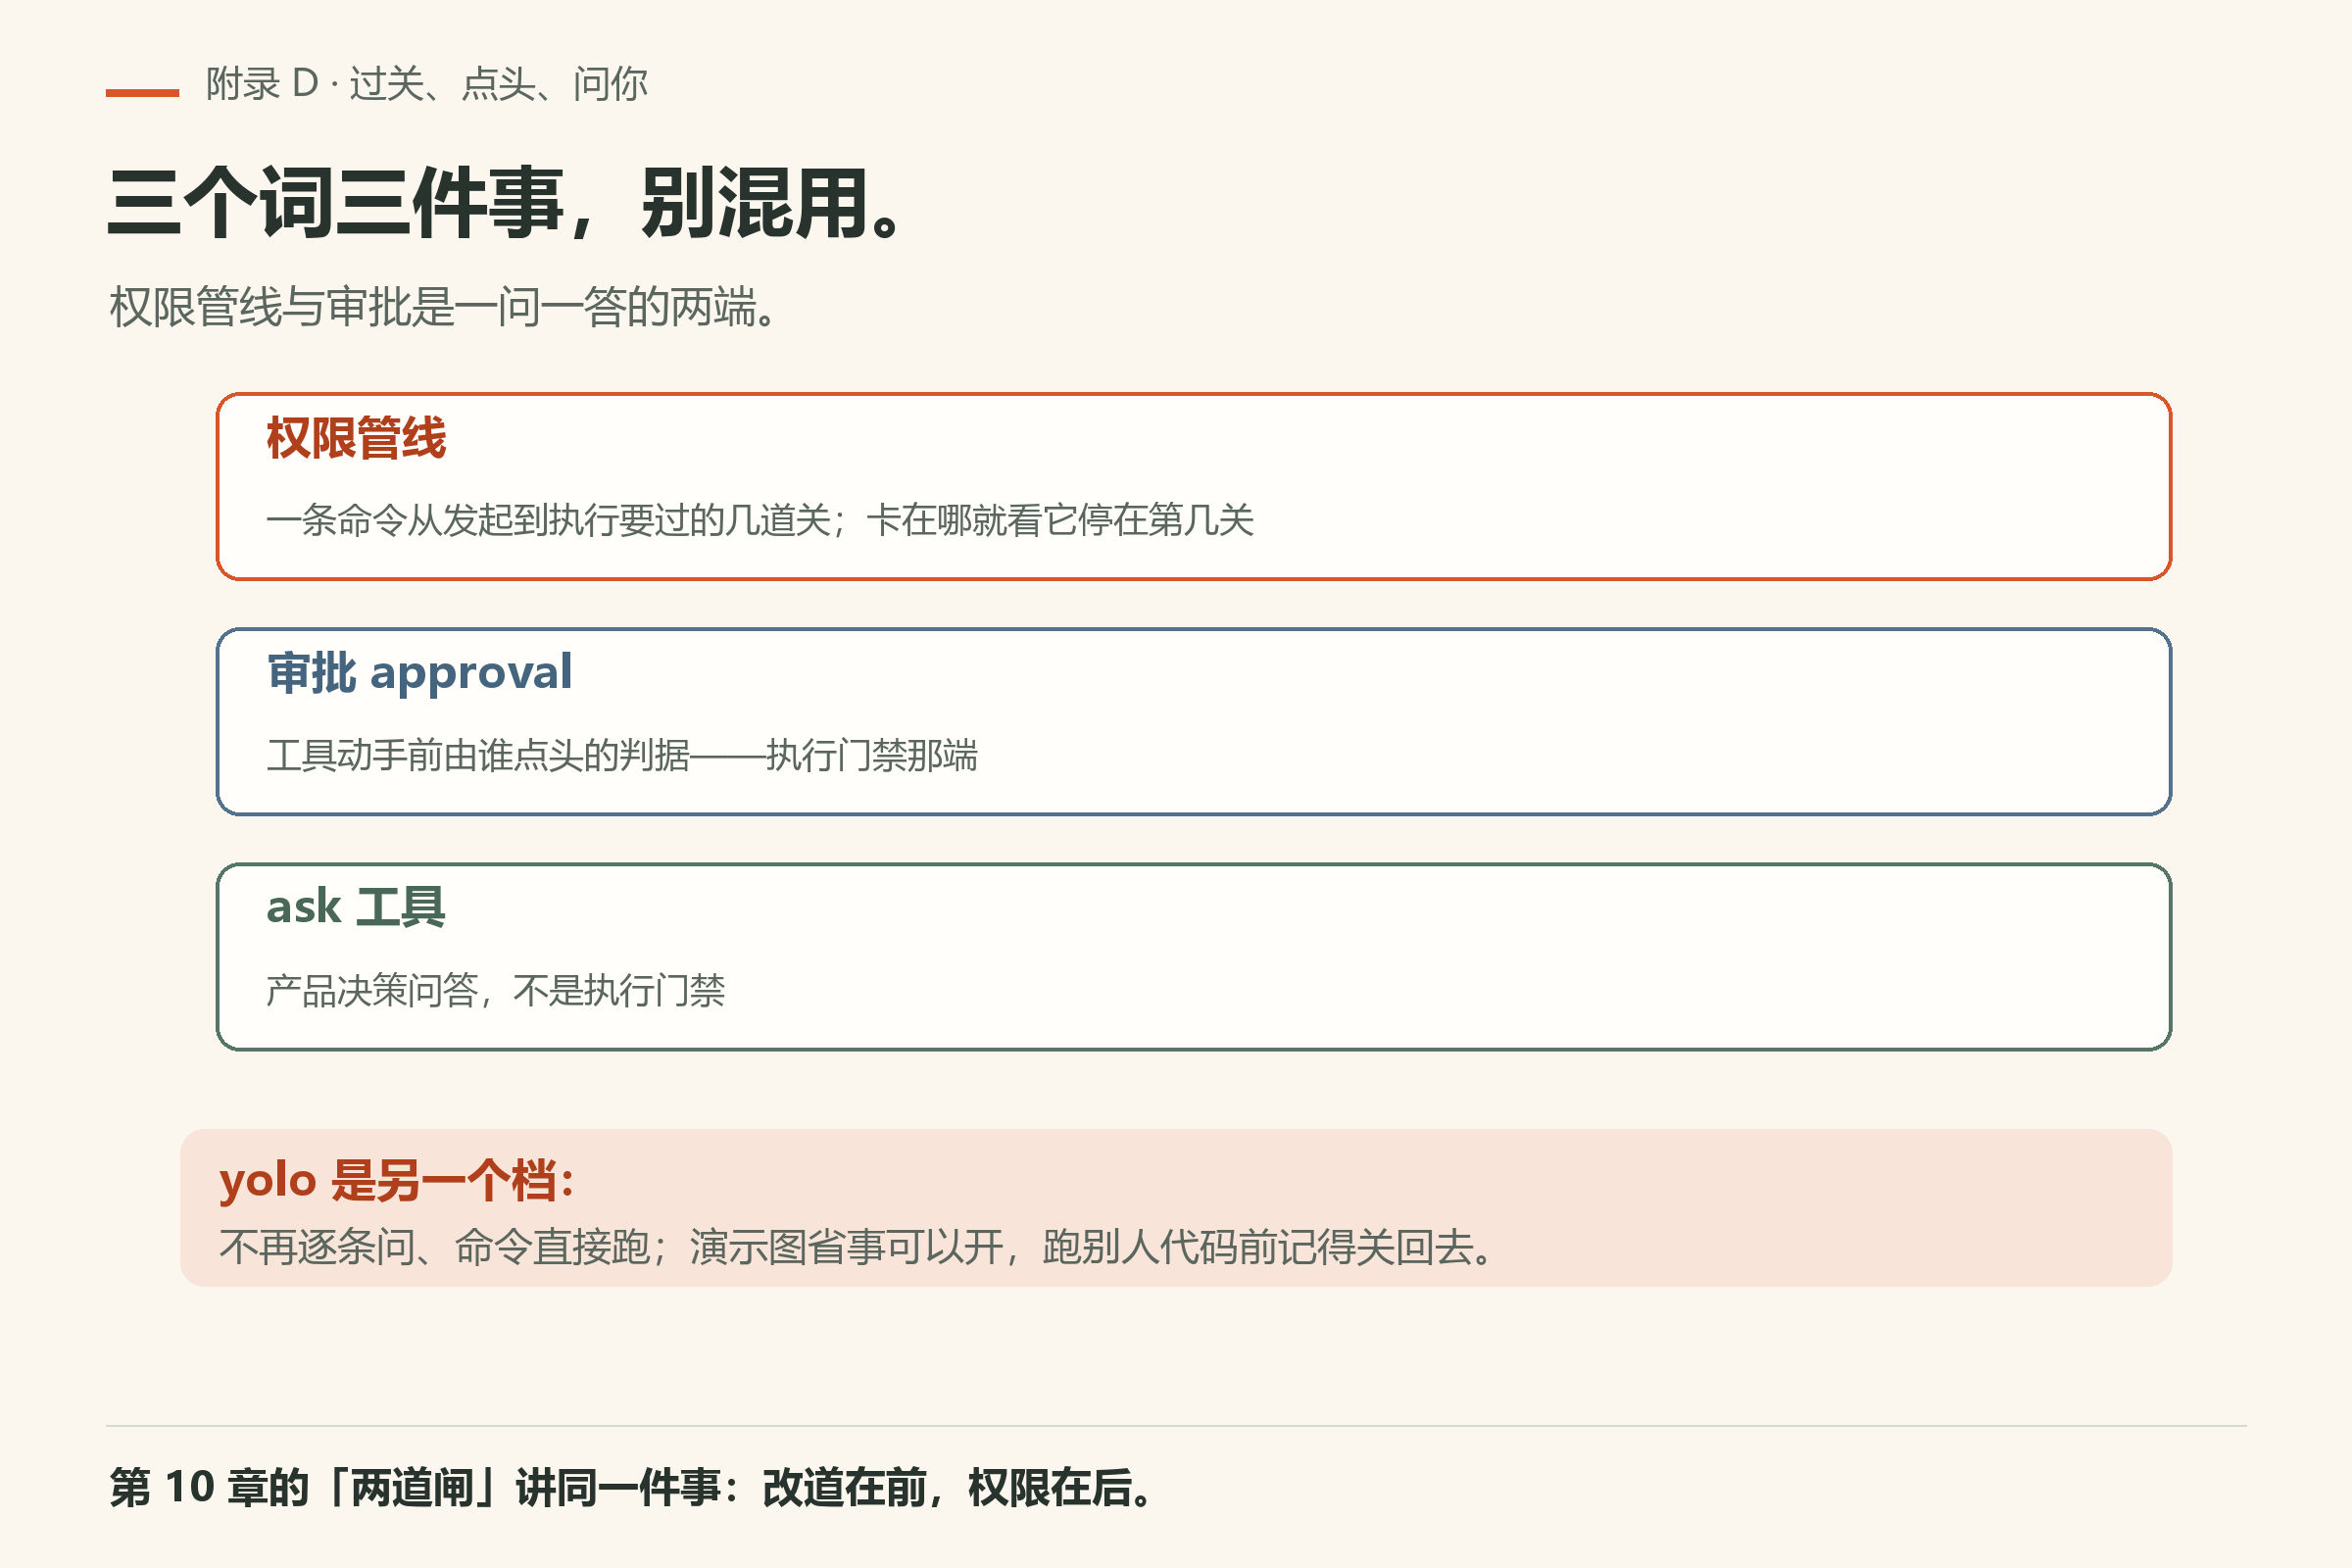 附录 D · 过关、点头、问你
三个词三件事，别混用。
权限管线与审批是一问一答的两端。
权限管线
一条命令从发起到执行要过的几道关；卡在哪就看它停在第几关
审批 approval
工具动手前由谁点头的判据——执行门禁那端
ask 工具
产品决策问答，不是执行门禁
yolo 是另一个档：
不再逐条问、命令直接跑；演示图省事可以开，跑别人代码前记得关回去。
第 10 章的「两道闸」讲同一件事：改道在前，权限在后。